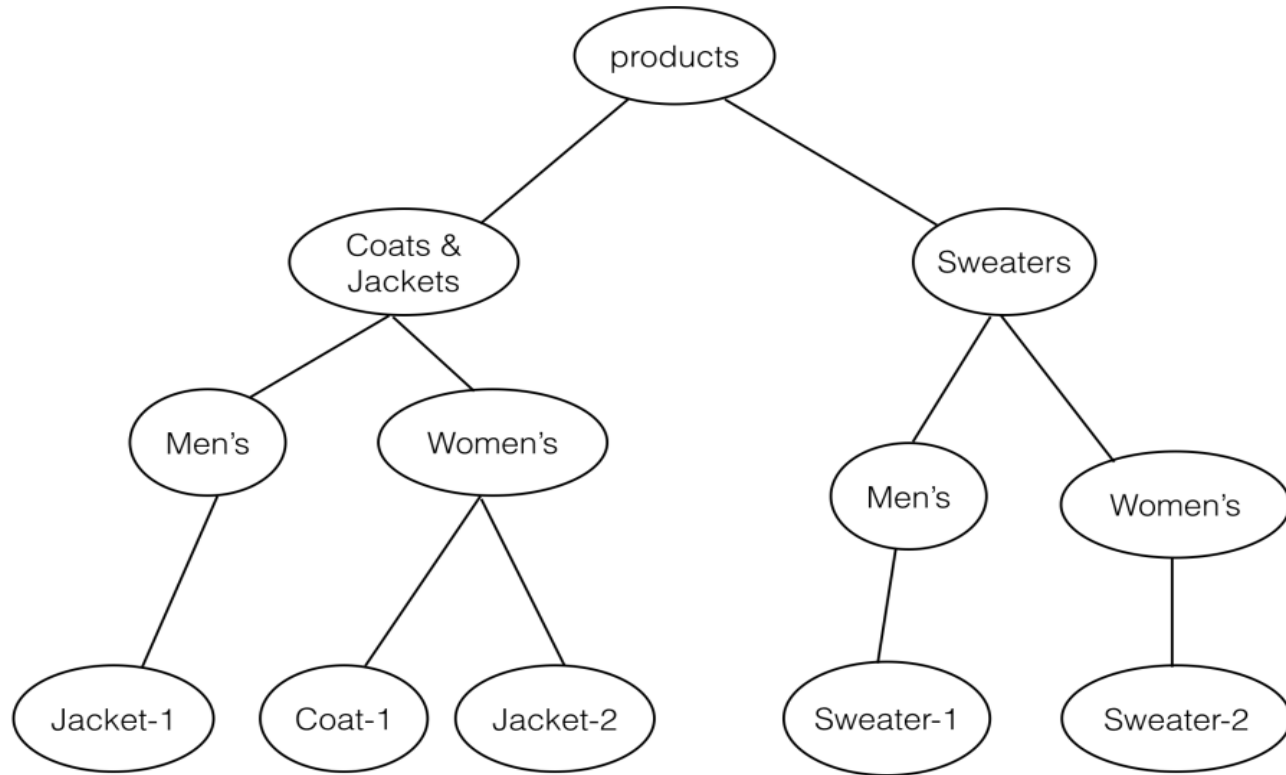 products
Coats &
Jackets
Sweaters
Men’s
Women’s
Men’s
Women’s
Jacket-1
Coat-1
Jacket-2
Sweater-1
Sweater-2